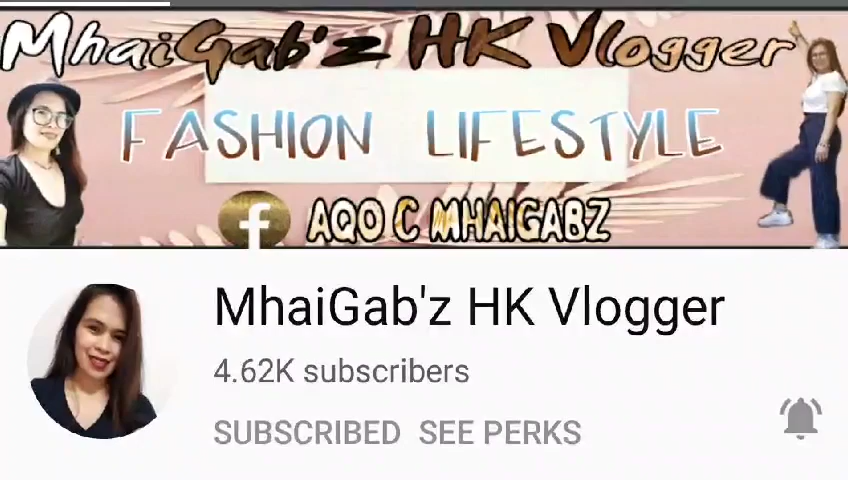 MhaiGab'z HK Vlogger
FASHION LIFESTYLE
f AQO C MHAIGABZ
MhaiGab'z HK Vlogger
4.62K subscribers
SUBSCRIBED SEE PERKS